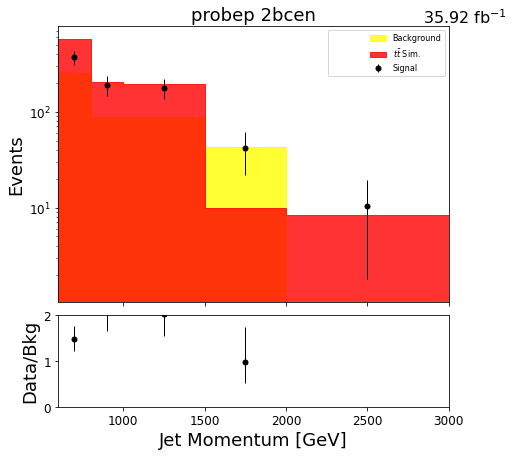 probep 2bcen
35.92 fb⁻¹
Background
tt̄ Sim.
Signal
Events
10²
10¹
Data/Bkg
2
1
0
1000 1500 2000 2500 3000
Jet Momentum [GeV]